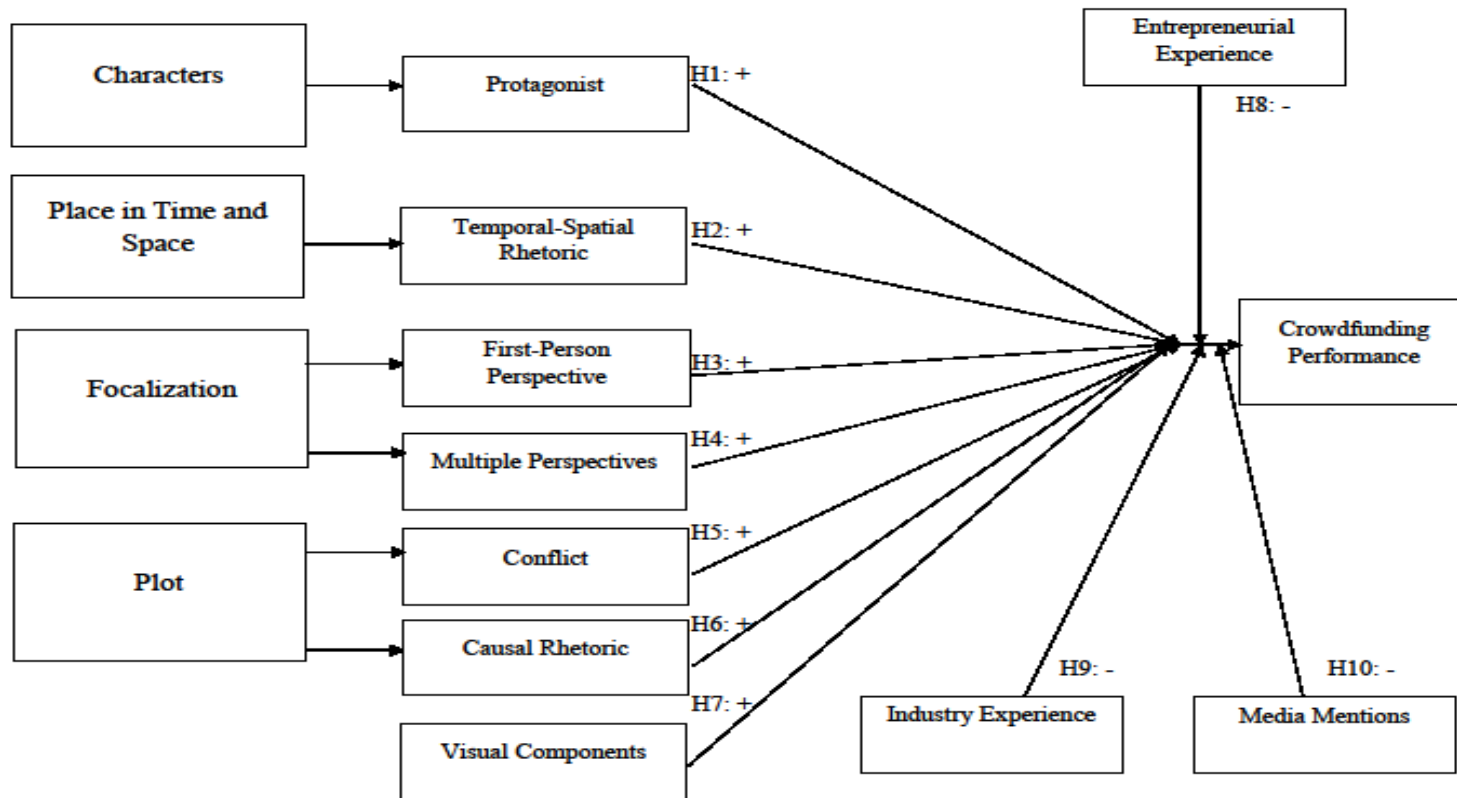 Entrepreneurial
Experience
H8: -
Characters
Protagonist
H1: +
Place in Time and
Space
Temporal-Spatial
Rhetoric
H2: +
Focalization
First-Person
Perspective
H3: +
Multiple Perspectives
H4: +
Crowdfunding
Performance
Plot
Conflict
H5: +
Causal Rhetoric
H6: +
Visual Components
H7: +
H9: -
Industry Experience
H10: -
Media Mentions